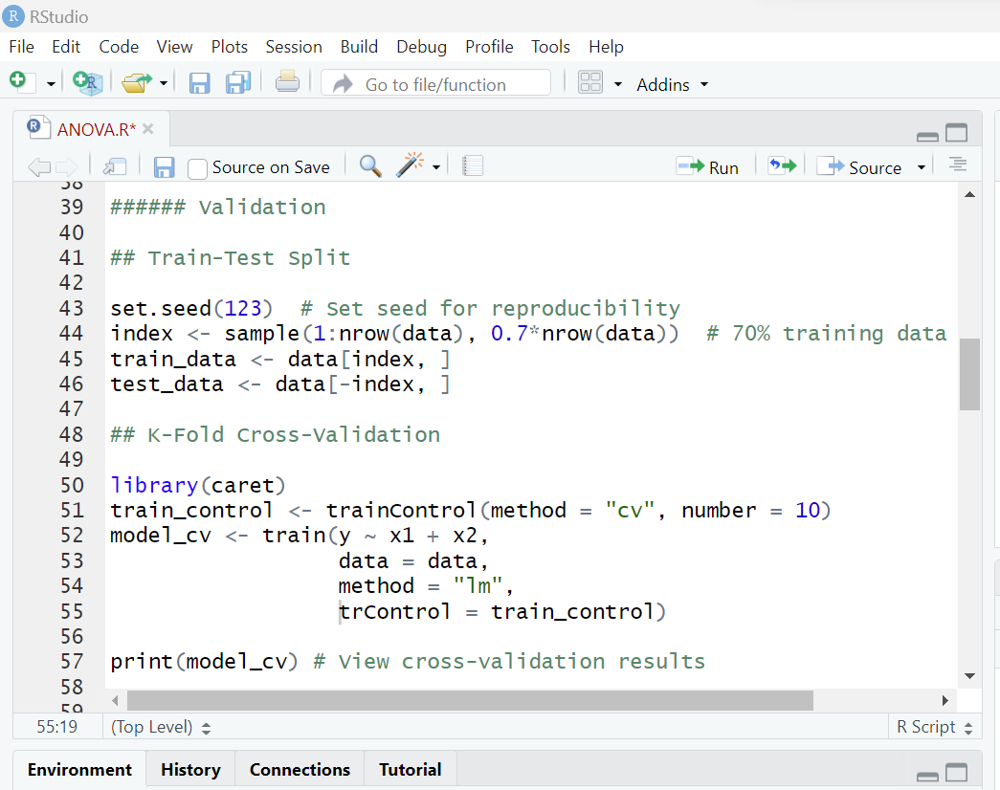 R RStudio
File Edit Code View Plots Session Build Debug Profile Tools Help
R Go to file/function Addins
R ANOVA.R*
Source on Save Run Source
38
39 ###### Validation
40
41 ## Train-Test Split
42
43 set.seed(123)  # Set seed for reproducibility
44 index <- sample(1:nrow(data), 0.7*nrow(data))  # 70% training data
45 train_data <- data[index, ]
46 test_data <- data[-index, ]
47
48 ## K-Fold Cross-Validation
49
50 library(caret)
51 train_control <- trainControl(method = "cv", number = 10)
52 model_cv <- train(y ~ x1 + x2,
53                   data = data,
54                   method = "lm",
55                   trControl = train_control)
56
57 print(model_cv) # View cross-validation results
58
59
55:19 (Top Level) R Script
Environment History Connections Tutorial